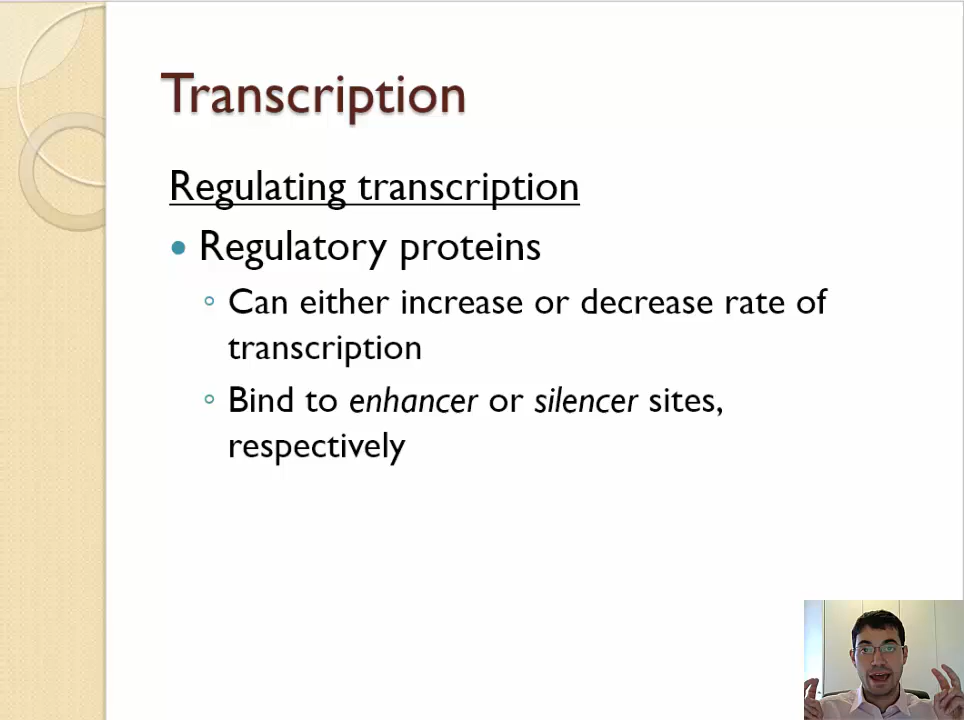 Transcription
Regulating transcription
Regulatory proteins
Can either increase or decrease rate of
transcription
Bind to enhancer or silencer sites,
respectively